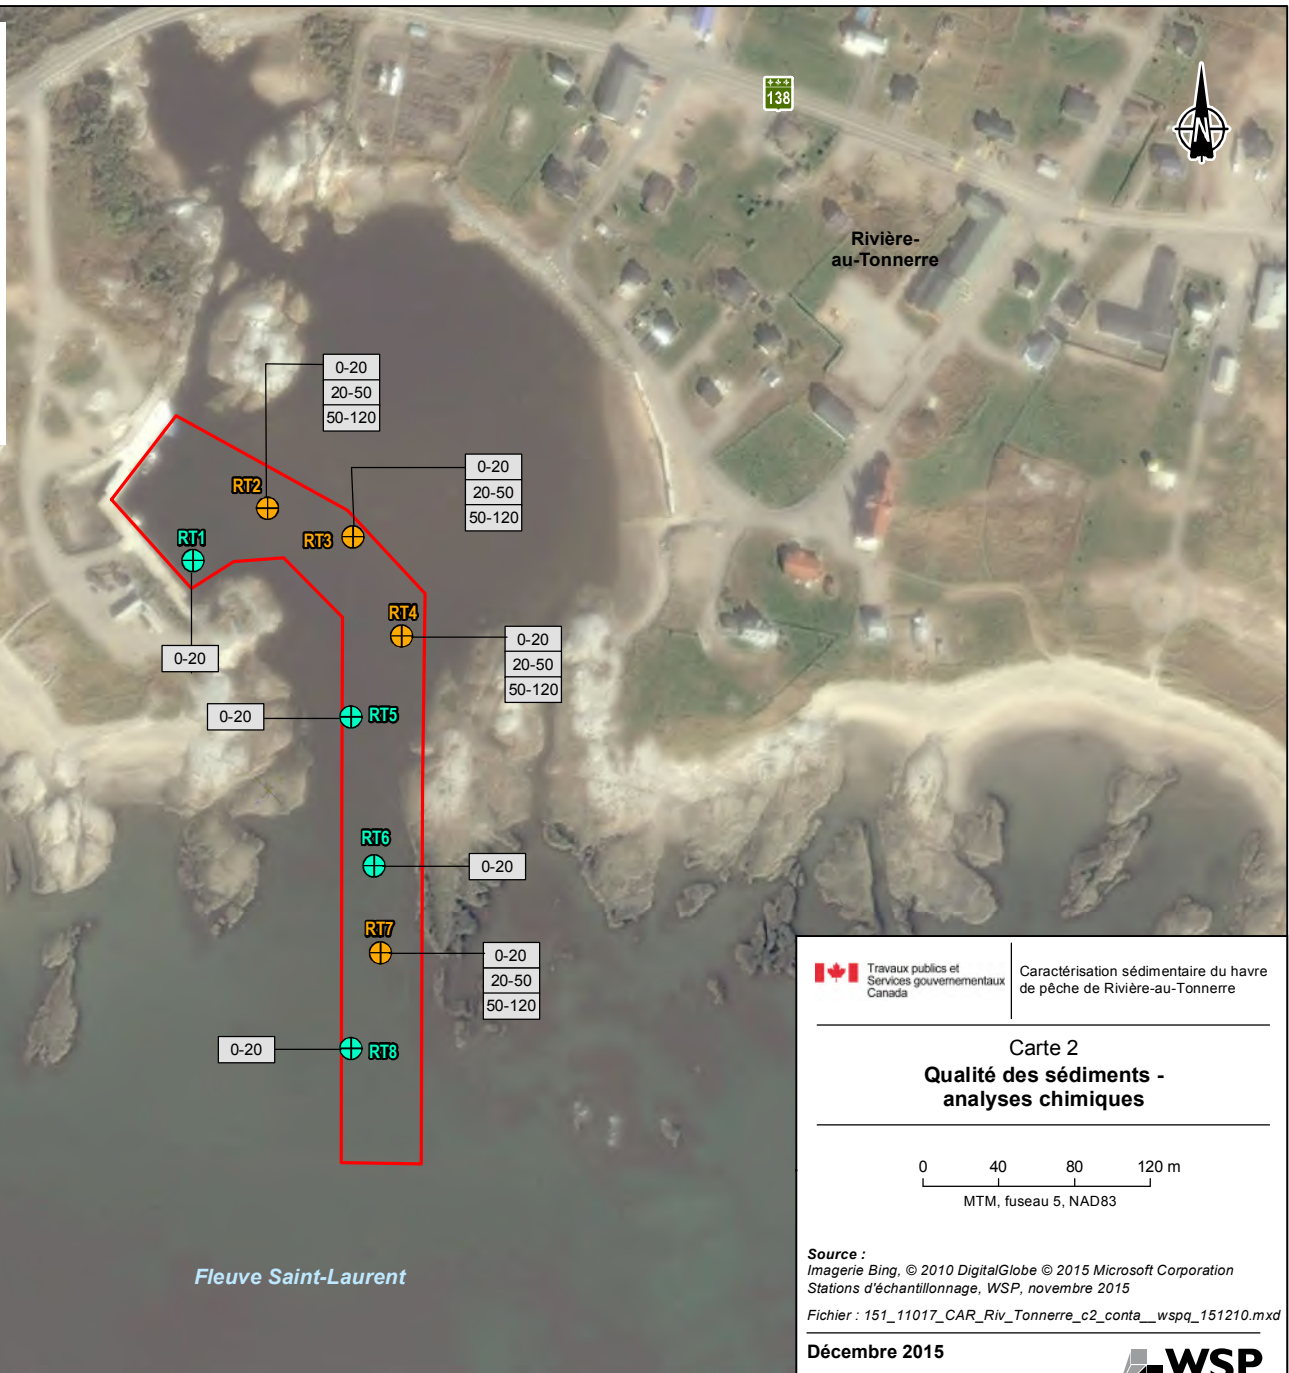 138
N
Rivière-
au-Tonnerre
0-20
20-50
50-120
RT2
0-20
20-50
50-120
RT3
RT1
0-20
RT4
0-20
20-50
50-120
0-20
RT5
RT6
0-20
RT7
0-20
20-50
50-120
0-20
RT8
Fleuve Saint-Laurent
Travaux publics et
Services gouvernementaux
Canada
Caractérisation sédimentaire du havre
de pêche de Rivière-au-Tonnerre
Carte 2
Qualité des sédiments -
analyses chimiques
0 40 80 120 m
MTM, fuseau 5, NAD83
Source :
Imagerie Bing, © 2010 DigitalGlobe © 2015 Microsoft Corporation
Stations d'échantillonnage, WSP, novembre 2015
Fichier : 151_11017_CAR_Riv_Tonnerre_c2_conta__wspq_151210.mxd
Décembre 2015
WSP